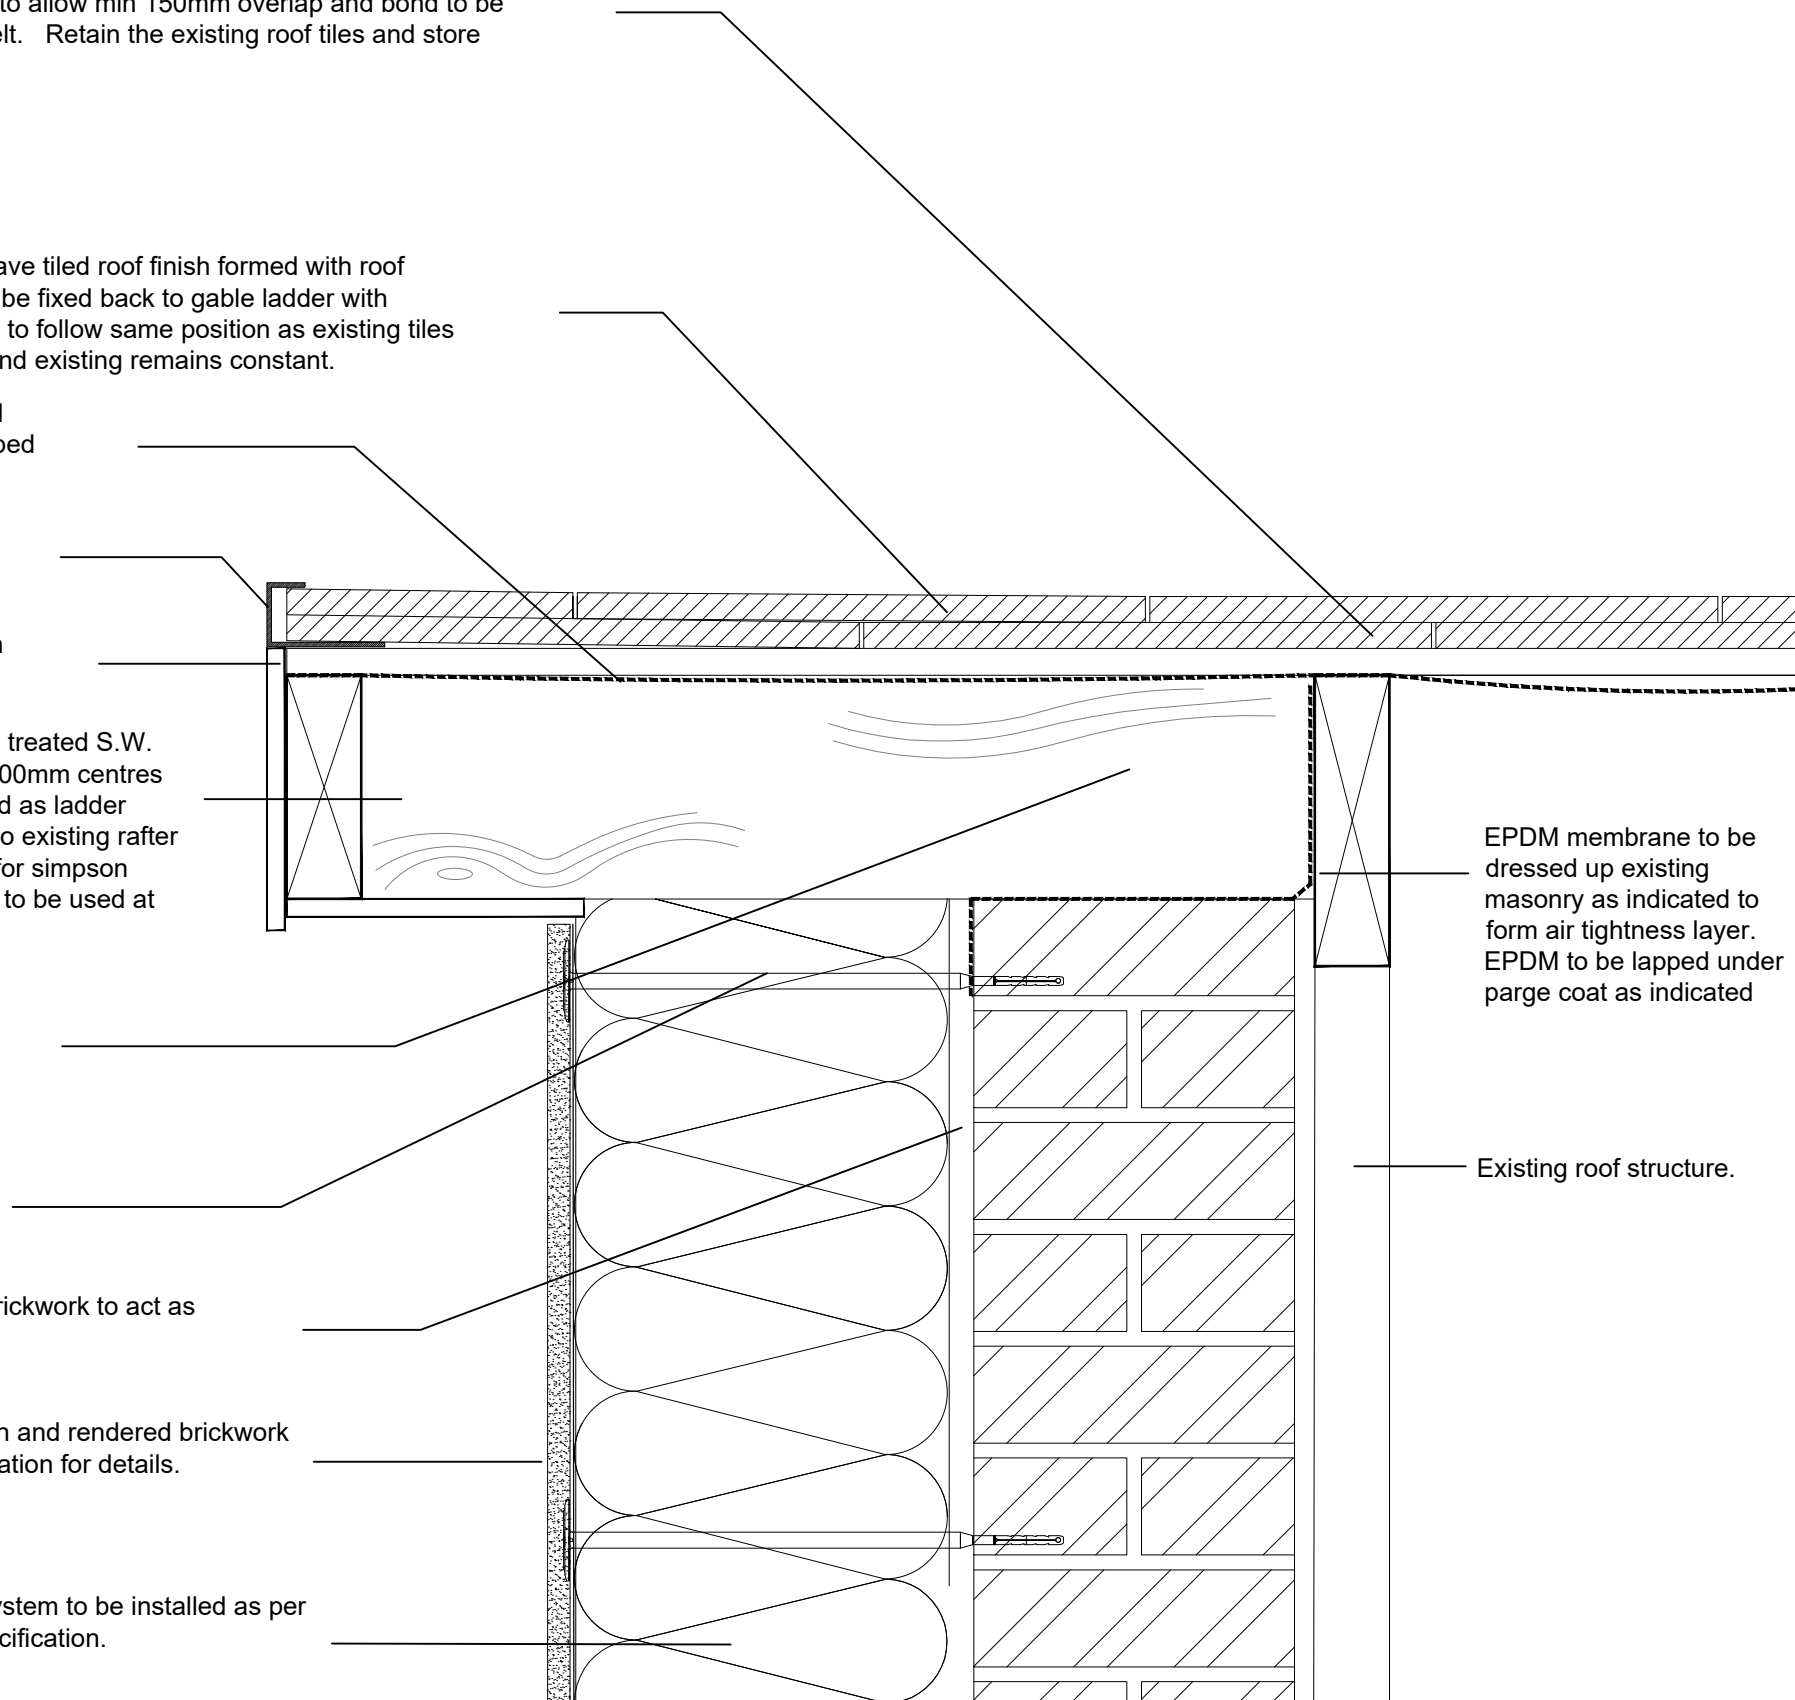 to allow min 150mm overlap and bond to be
elt. Retain the existing roof tiles and store
ave tiled roof finish formed with roof
be fixed back to gable ladder with
to follow same position as existing tiles
nd existing remains constant.
treated S.W.
00mm centres
d as ladder
o existing rafter
for simpson
to be used at
EPDM membrane to be
dressed up existing
masonry as indicated to
form air tightness layer.
EPDM to be lapped under
parge coat as indicated
Existing roof structure.
rickwork to act as
n and rendered brickwork
ation for details.
ystem to be installed as per
cification.